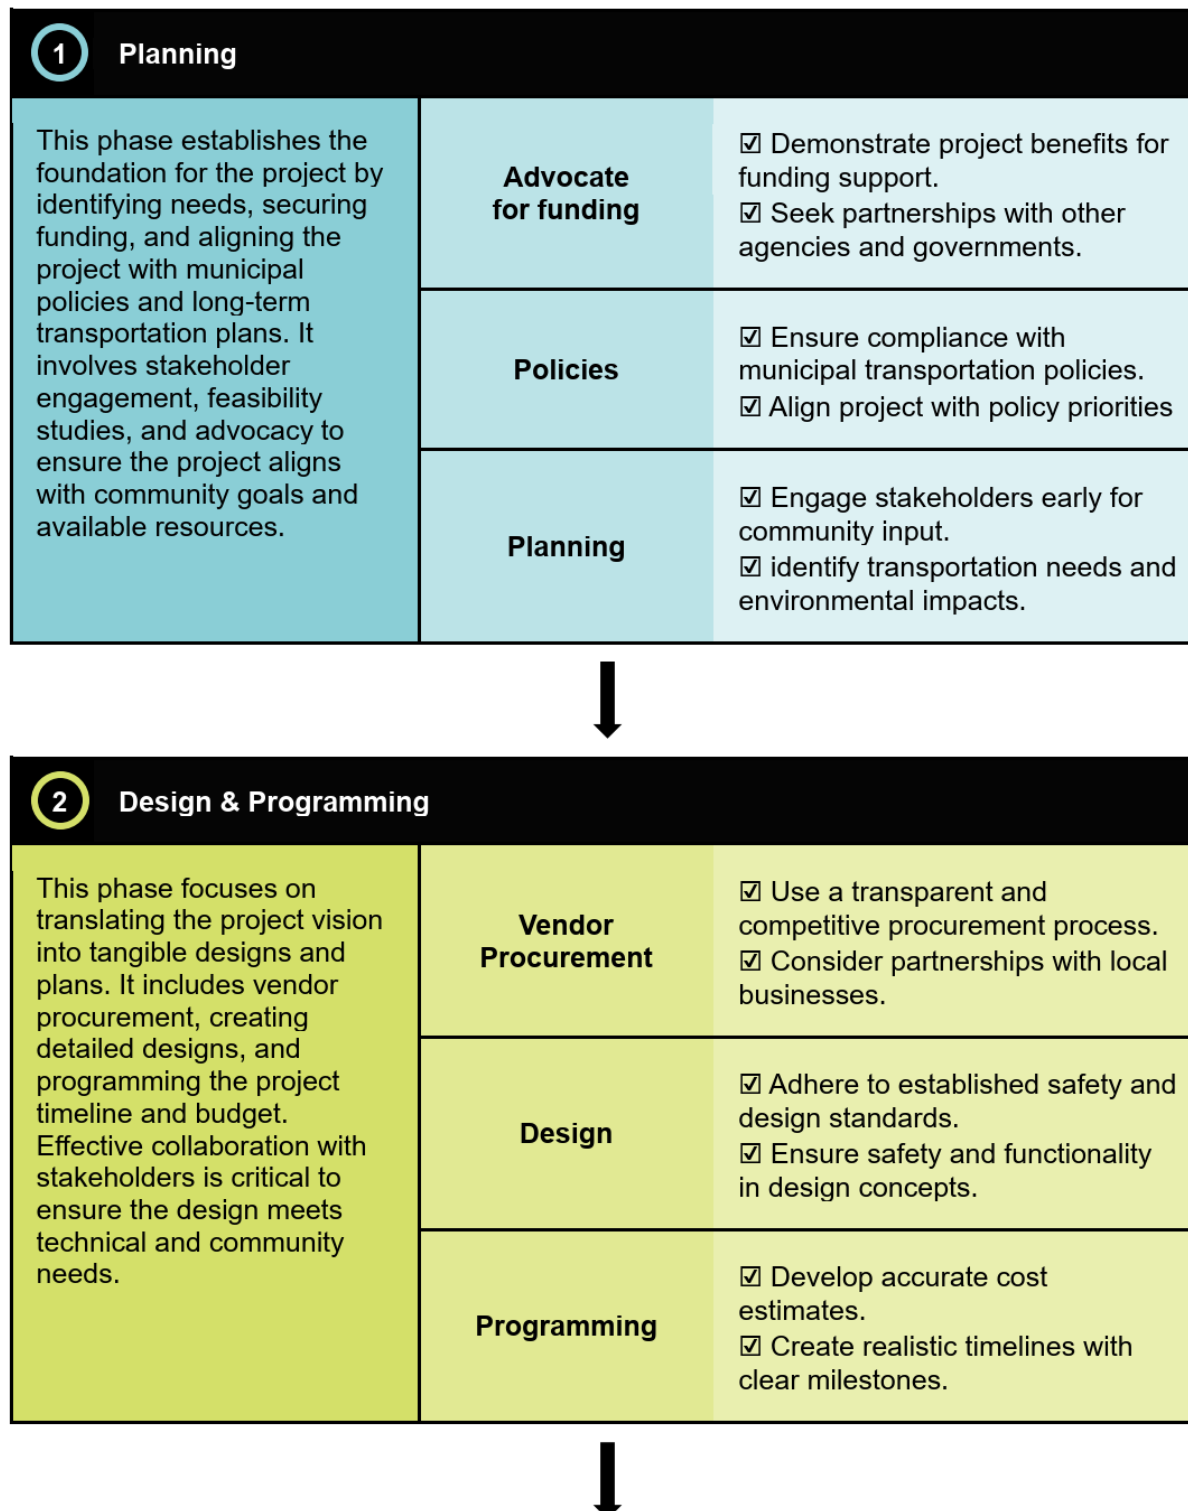 1 Planning
This phase establishes the
foundation for the project by
identifying needs, securing
funding, and aligning the
project with municipal
policies and long-term
transportation plans. It
involves stakeholder
engagement, feasibility
studies, and advocacy to
ensure the project aligns
with community goals and
available resources.
Advocate
for funding
☑ Demonstrate project benefits for
funding support.
☑ Seek partnerships with other
agencies and governments.
Policies
☑ Ensure compliance with
municipal transportation policies.
☑ Align project with policy priorities
Planning
☑ Engage stakeholders early for
community input.
☑ identify transportation needs and
environmental impacts.
2 Design & Programming
This phase focuses on
translating the project vision
into tangible designs and
plans. It includes vendor
procurement, creating
detailed designs, and
programming the project
timeline and budget.
Effective collaboration with
stakeholders is critical to
ensure the design meets
technical and community
needs.
Vendor
Procurement
☑ Use a transparent and
competitive procurement process.
☑ Consider partnerships with local
businesses.
Design
☑ Adhere to established safety and
design standards.
☑ Ensure safety and functionality
in design concepts.
Programming
☑ Develop accurate cost
estimates.
☑ Create realistic timelines with
clear milestones.